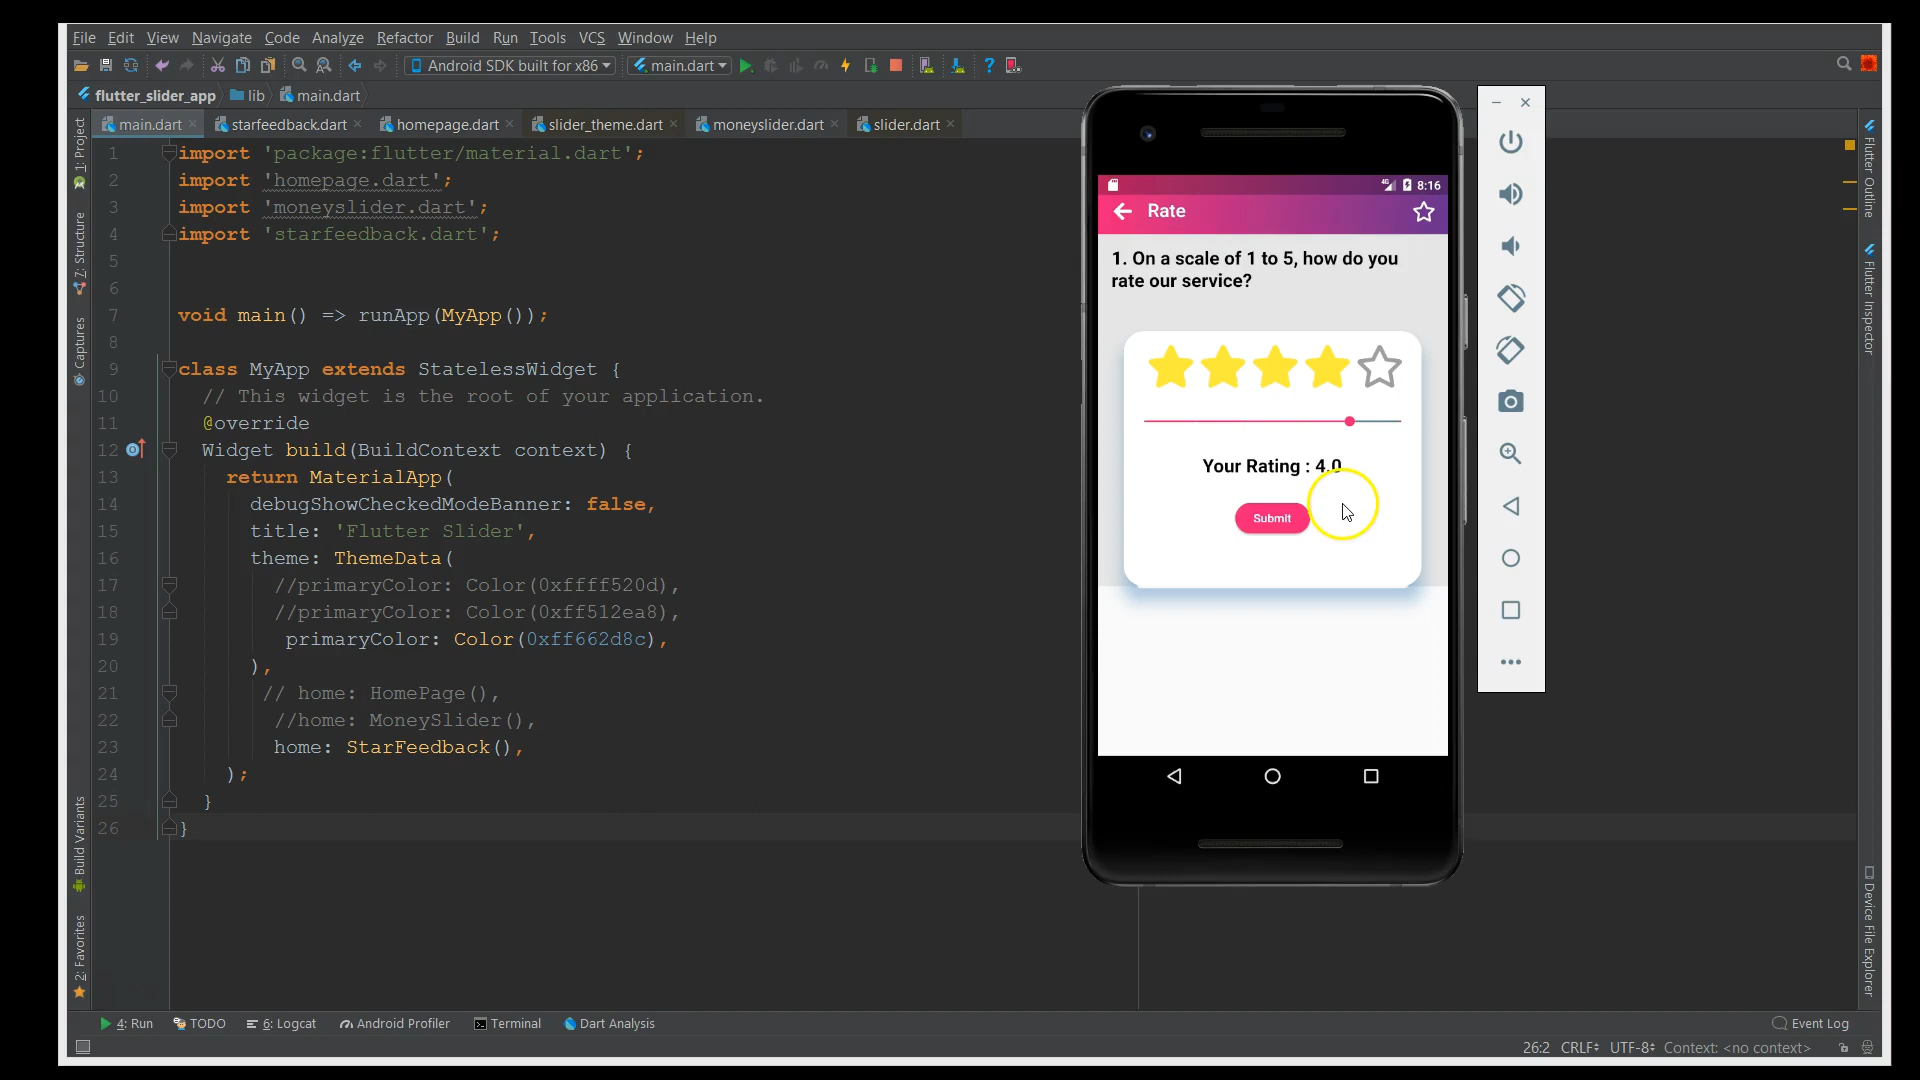 File Edit View Navigate Code Analyze Refactor Build Run Tools VCS Window Help
Android SDK built for x86 main.dart
flutter_slider_app lib main.dart
main.dart starfeedback.dart homepage.dart slider_theme.dart moneyslider.dart slider.dart
1 import 'package:flutter/material.dart';
2 import 'homepage.dart';
3 import 'moneyslider.dart';
4 import 'starfeedback.dart';
5
6
7 void main() => runApp(MyApp());
8
9 class MyApp extends StatelessWidget {
10 // This widget is the root of your application.
11 @override
12 Widget build(BuildContext context) {
13 return MaterialApp(
14 debugShowCheckedModeBanner: false,
15 title: 'Flutter Slider',
16 theme: ThemeData(
17 //primaryColor: Color(0xffff520d),
18 //primaryColor: Color(0xff512ea8),
19 primaryColor: Color(0xff662d8c),
20 ),
21 // home: HomePage(),
22 //home: MoneySlider(),
23 home: StarFeedback(),
24 );
25 }
26 }
1: Project
7: Structure
Captures
Build Variants
2: Favorites
4G 8:16
Rate
1. On a scale of 1 to 5, how do you
rate our service?
Your Rating : 4.0
Submit
Flutter Outline
Flutter Inspector
Device File Explorer
4: Run TODO 6: Logcat Android Profiler Terminal Dart Analysis Event Log
26:2 CRLF UTF-8 Context: <no context>